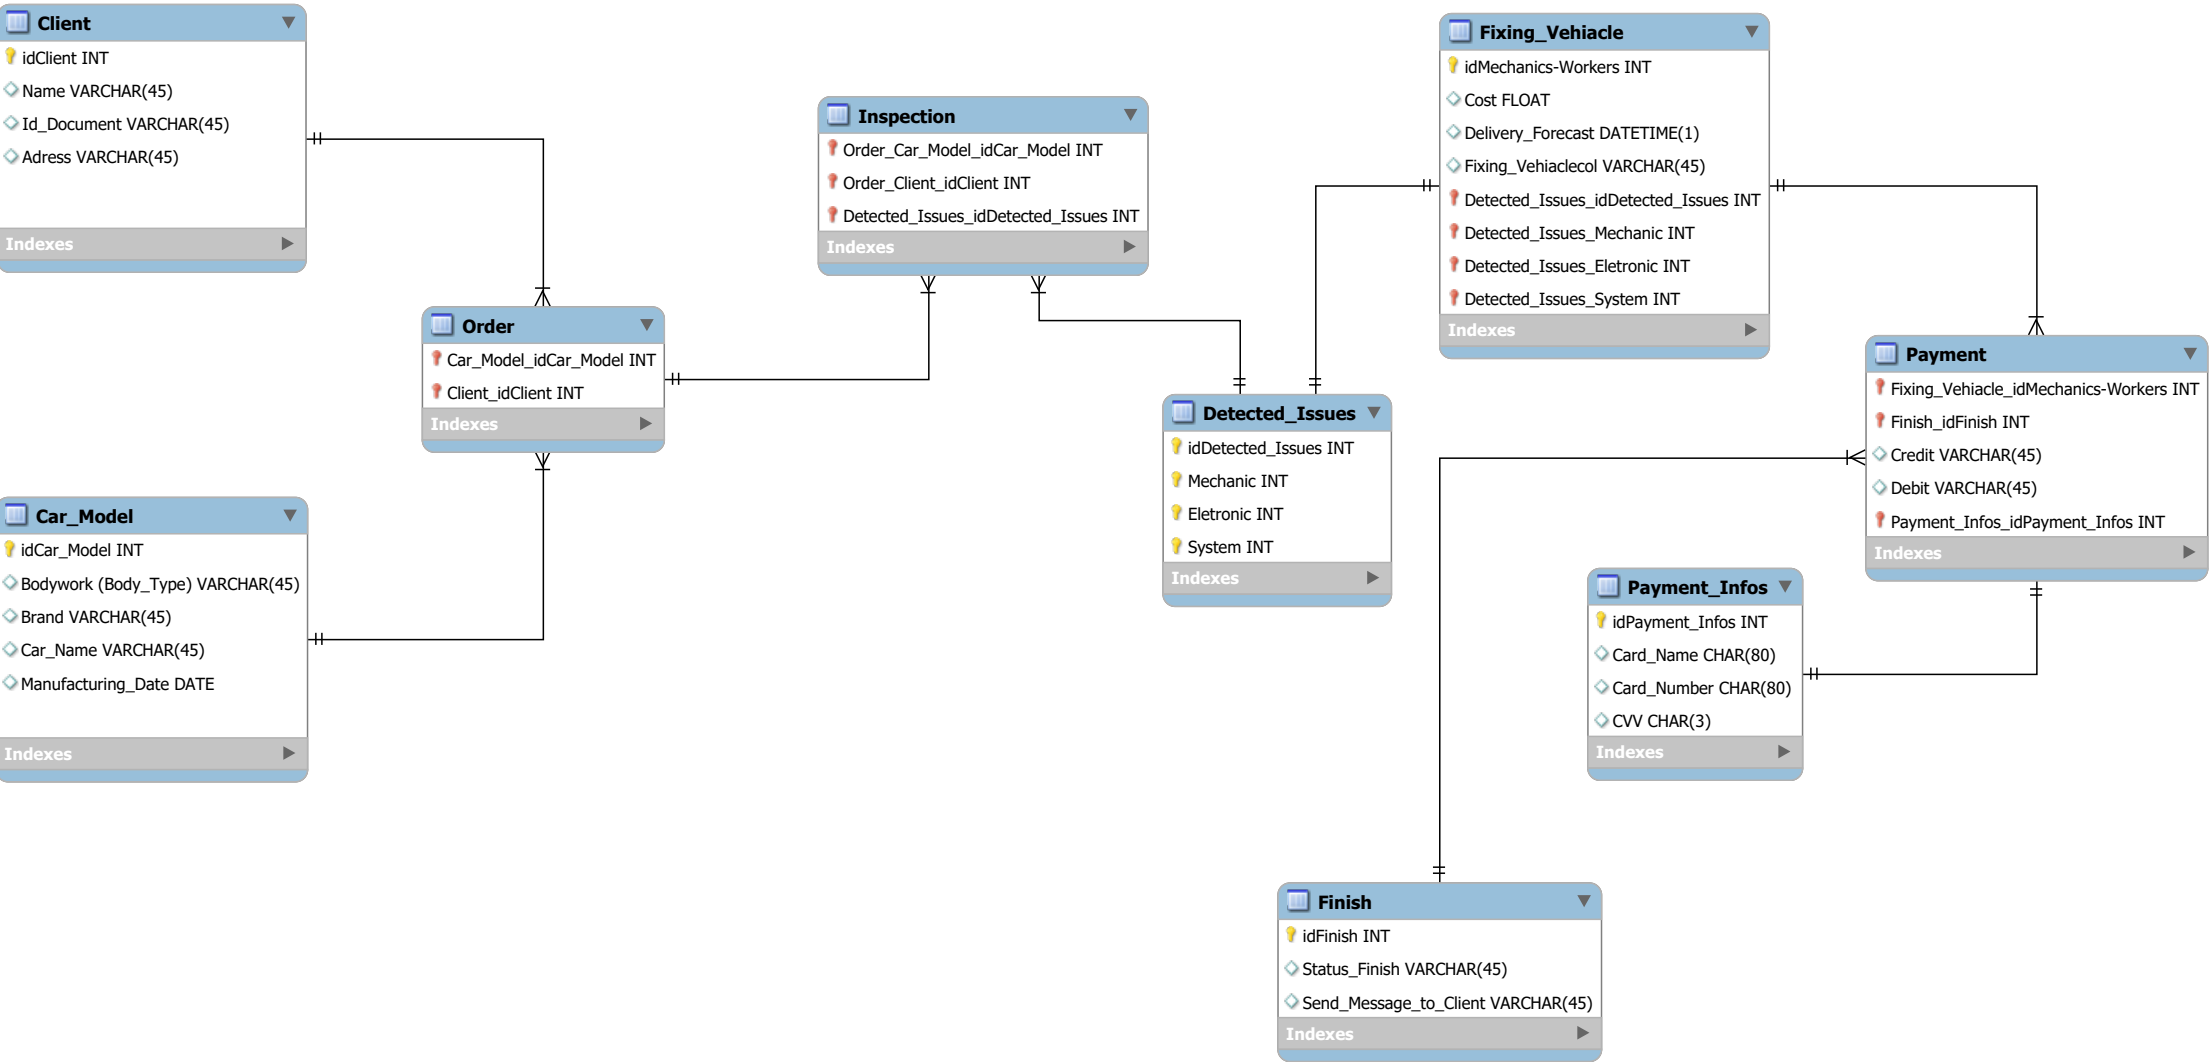 Client
idClient INT
Name VARCHAR(45)
Id_Document VARCHAR(45)
Adress VARCHAR(45)
Indexes
Car_Model
idCar_Model INT
Bodywork (Body_Type) VARCHAR(45)
Brand VARCHAR(45)
Car_Name VARCHAR(45)
Manufacturing_Date DATE
Indexes
Order
Car_Model_idCar_Model INT
Client_idClient INT
Indexes
Inspection
Order_Car_Model_idCar_Model INT
Order_Client_idClient INT
Detected_Issues_idDetected_Issues INT
Indexes
Detected_Issues
idDetected_Issues INT
Mechanic INT
Eletronic INT
System INT
Indexes
Fixing_Vehiacle
idMechanics-Workers INT
Cost FLOAT
Delivery_Forecast DATETIME(1)
Fixing_Vehiaclecol VARCHAR(45)
Detected_Issues_idDetected_Issues INT
Detected_Issues_Mechanic INT
Detected_Issues_Eletronic INT
Detected_Issues_System INT
Indexes
Payment
Fixing_Vehiacle_idMechanics-Workers INT
Finish_idFinish INT
Credit VARCHAR(45)
Debit VARCHAR(45)
Payment_Infos_idPayment_Infos INT
Indexes
Payment_Infos
idPayment_Infos INT
Card_Name CHAR(80)
Card_Number CHAR(80)
CVV CHAR(3)
Indexes
Finish
idFinish INT
Status_Finish VARCHAR(45)
Send_Message_to_Client VARCHAR(45)
Indexes